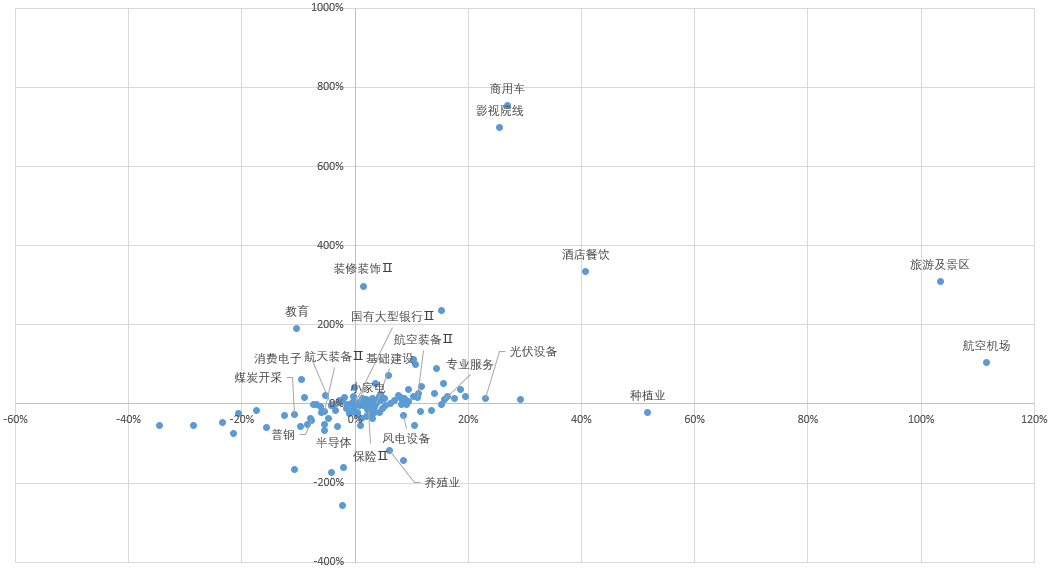 1000%
800%
商用车
影视院线
600%
400%
酒店餐饮
旅游及景区
装修装饰Ⅱ
教育
国有大型银行Ⅱ
200%
航空装备Ⅱ
航空机场
消费电子
航天装备Ⅱ
基础建设
专业服务
光伏设备
煤炭开采
小家电
种植业
0%
-60%
-40%
-20%
0%
20%
40%
60%
80%
100%
120%
普钢
半导体
风电设备
保险Ⅱ
养殖业
-200%
-400%